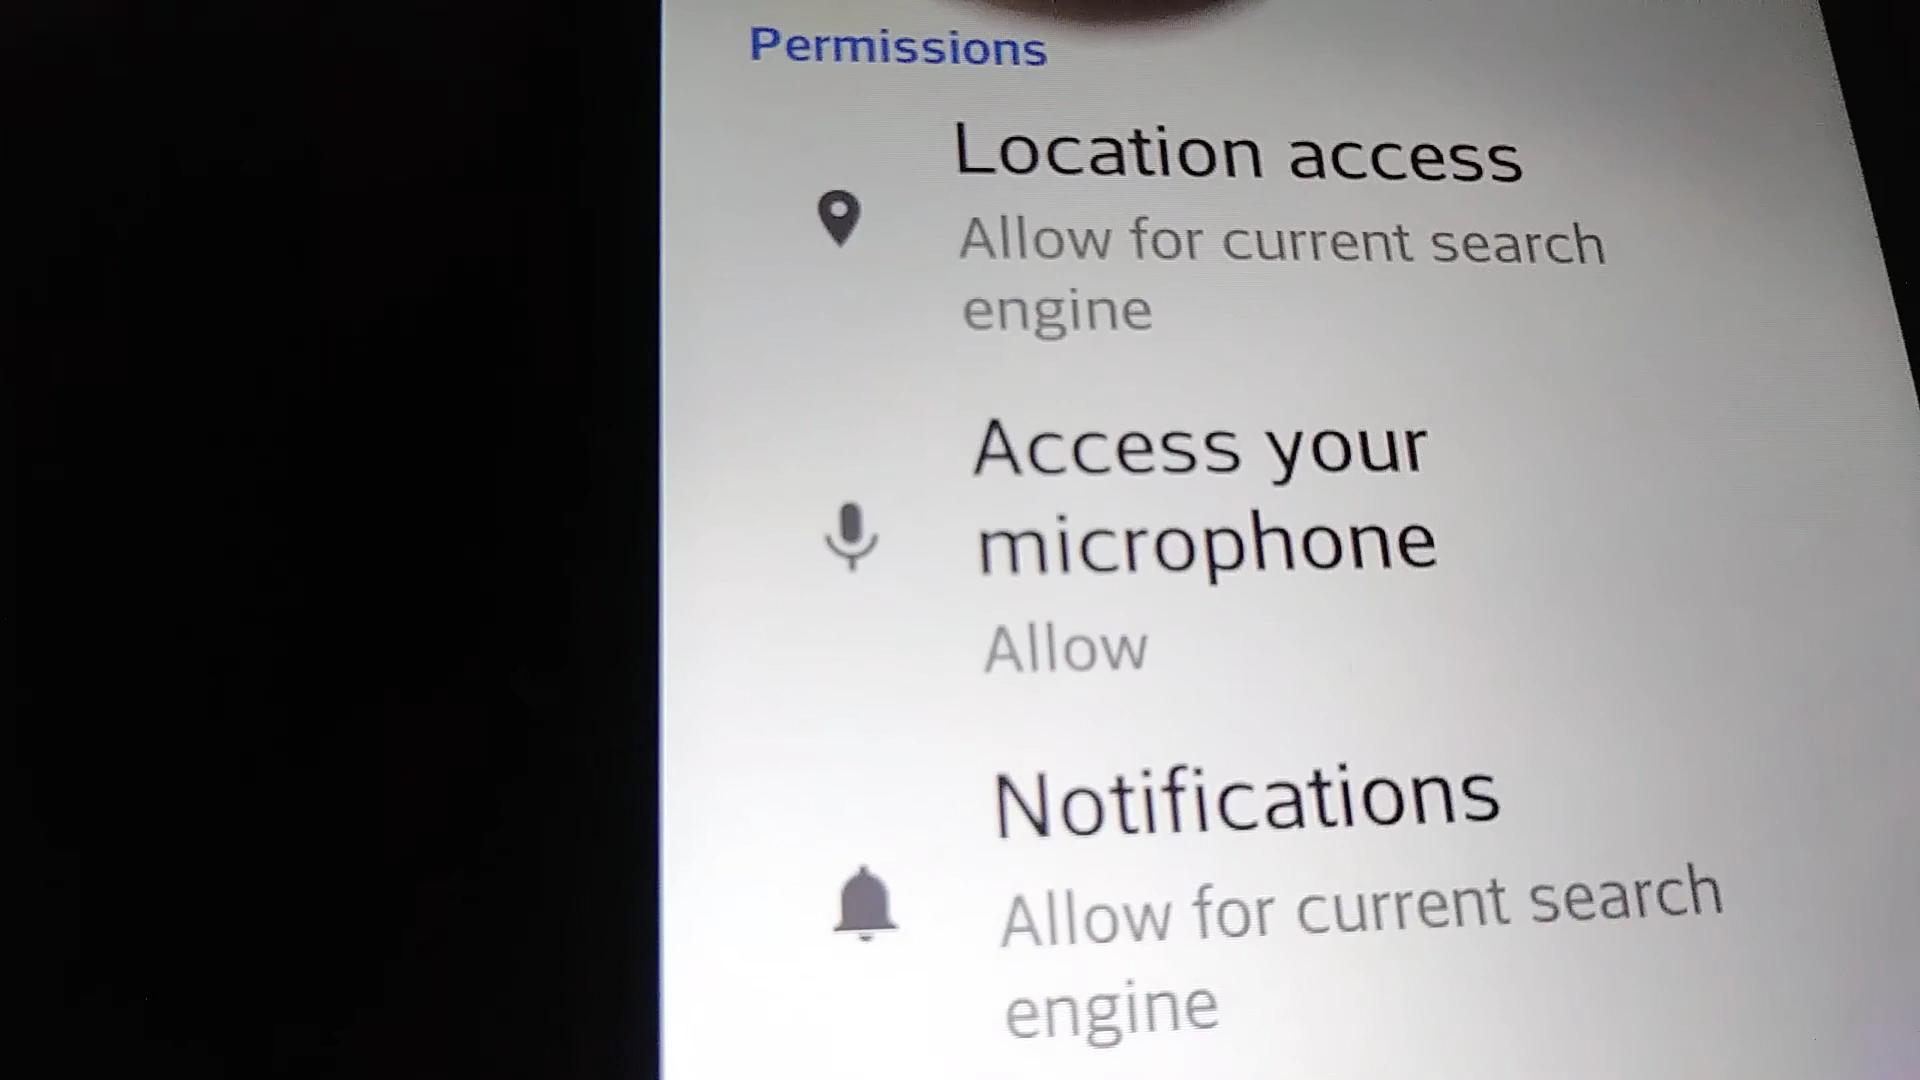 Permissions
Location access
Allow for current search
engine
Access your
microphone
Allow
Notifications
Allow for current search
engine